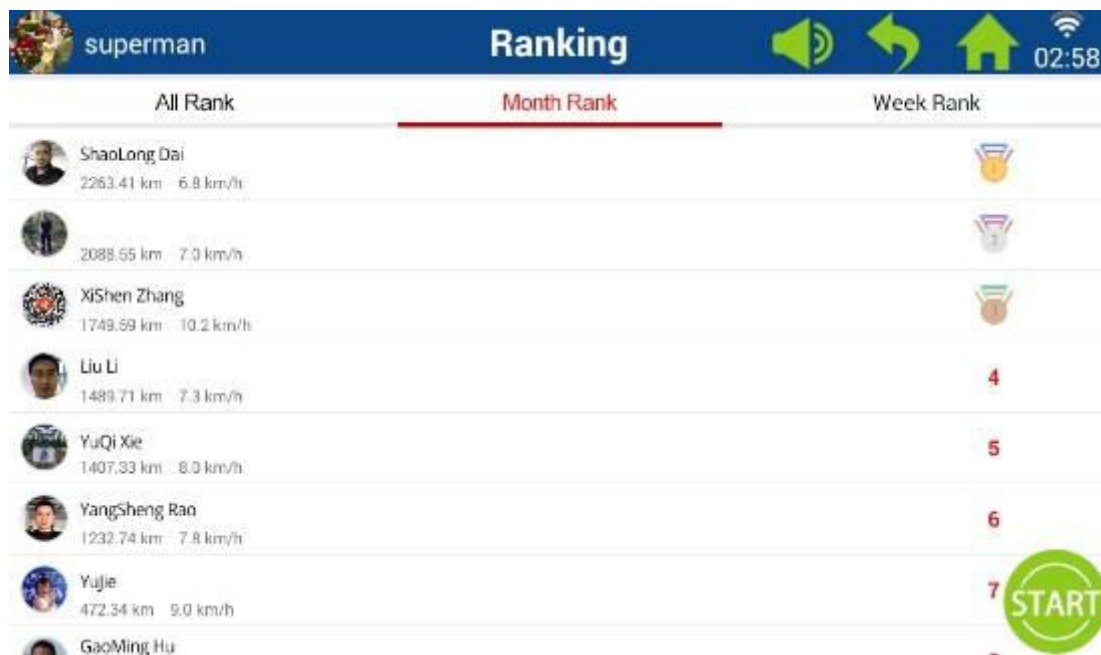 superman
Ranking
02:58
All Rank
Month Rank
Week Rank
ShaoLong Dai
2263.41 km 6.8 km/h
1
2088.55 km 7.0 km/h
2
XiShen Zhang
1749.59 km 10.2 km/h
3
Liu Li
1489.71 km 7.3 km/h
4
YuQi Xie
1407.33 km 8.0 km/h
5
YangSheng Rao
1232.74 km 7.8 km/h
6
YuJie
472.34 km 9.0 km/h
7
START
GaoMing Hu